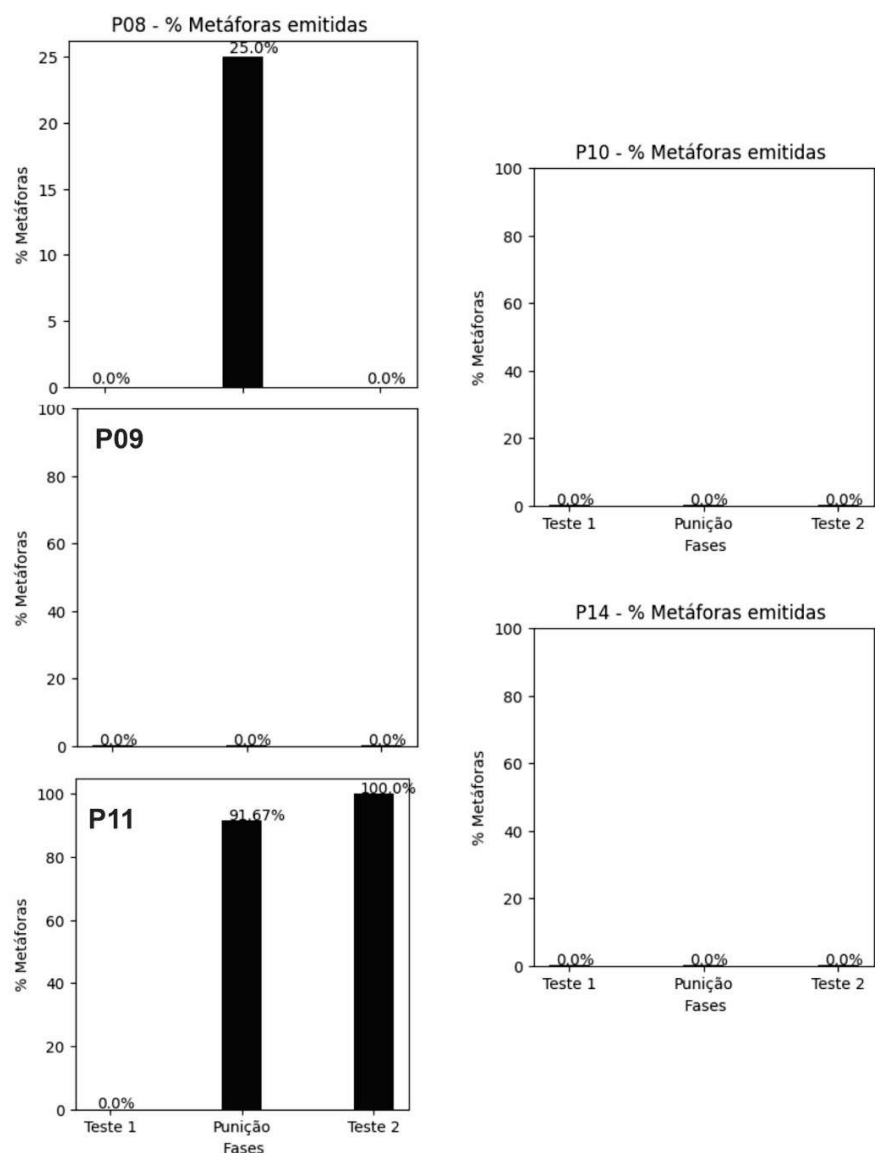 P08 - % Metáforas emitidas
25.0%
25
20
15
10
5
0
0.0%
0.0%
% Metáforas
100
P09
80
60
40
20
0
0.0%
0.0%
0.0%
% Metáforas
100
100.0%
P11
91.67%
80
60
40
20
0
0.0%
% Metáforas
Teste 1
Punição
Teste 2
Fases
P10 - % Metáforas emitidas
100
80
60
40
20
0
0.0%
0.0%
0.0%
% Metáforas
Teste 1
Punição
Teste 2
Fases
P14 - % Metáforas emitidas
100
80
60
40
20
0
0.0%
0.0%
0.0%
% Metáforas
Teste 1
Punição
Teste 2
Fases